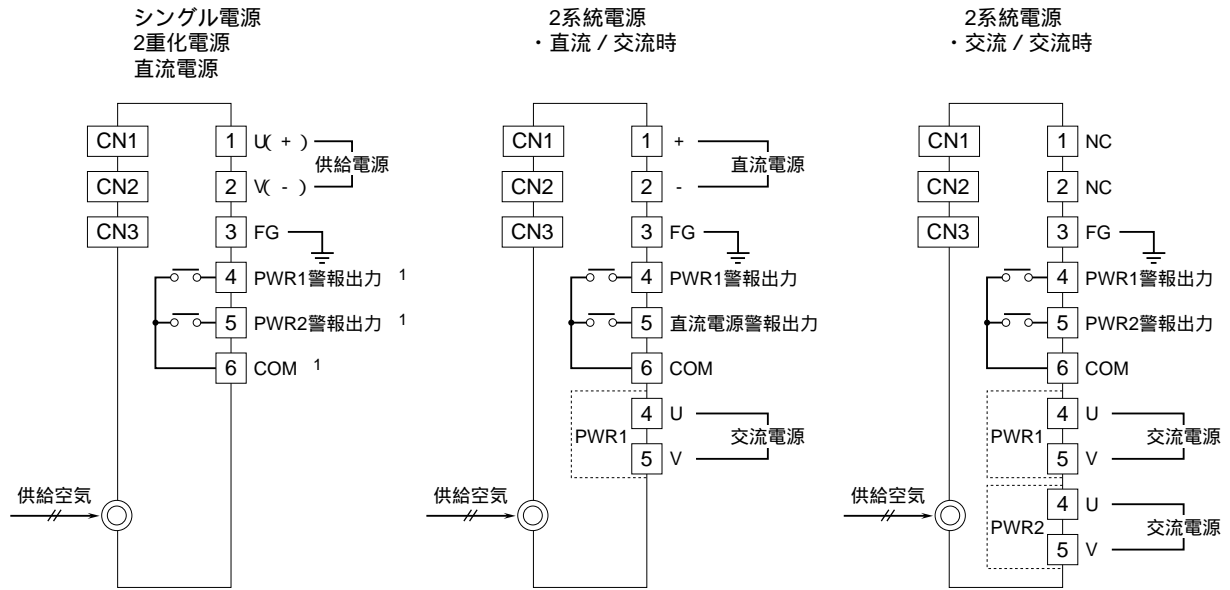 シングル電源
2重化電源
直流電源
CN1
CN2
CN3
1 U( + )
供給電源
2 V( - )
3 FG
4 PWR1警報出力 1
5 PWR2警報出力 1
6 COM 1
供給空気
2系統電源
・直流 / 交流時
CN1
CN2
CN3
1 +
直流電源
2 -
3 FG
4 PWR1警報出力
5 直流電源警報出力
6 COM
PWR1
4 U
交流電源
5 V
供給空気
2系統電源
・交流 / 交流時
CN1
CN2
CN3
1 NC
2 NC
3 FG
4 PWR1警報出力
5 PWR2警報出力
6 COM
PWR1
4 U
交流電源
5 V
PWR2
4 U
交流電源
5 V
供給空気